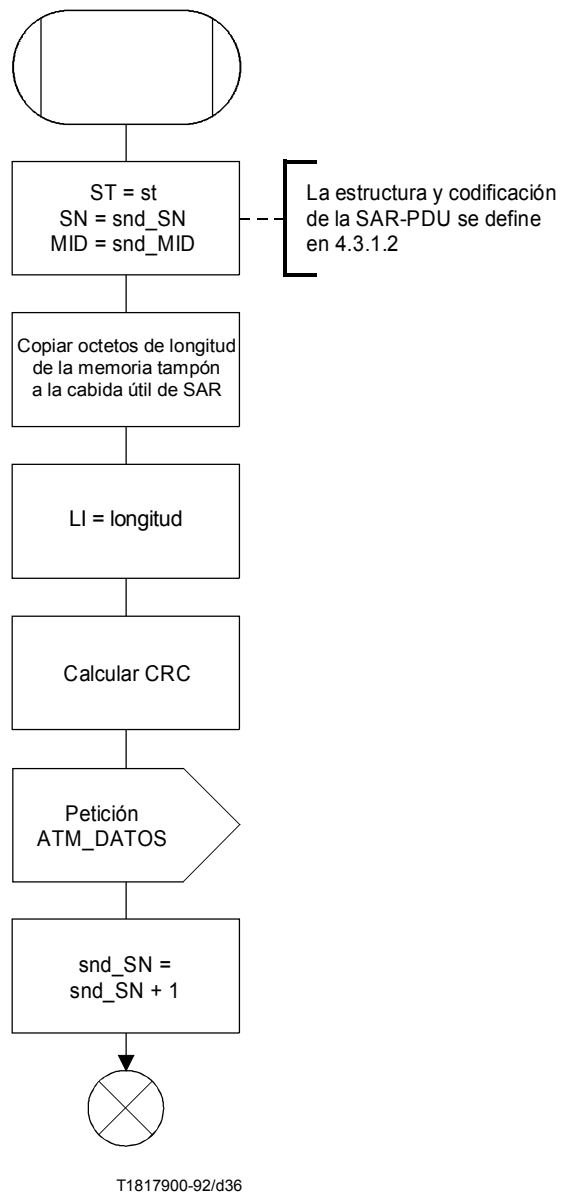 ST = st
SN = snd_SN
MID = snd_MID
La estructura y codificación
de la SAR-PDU se define
en 4.3.1.2
Copiar octetos de longitud
de la memoria tampón
a la cabida útil de SAR
LI = longitud
Calcular CRC
Petición
ATM_DATOS
snd_SN =
snd_SN + 1
T1817900-92/d36